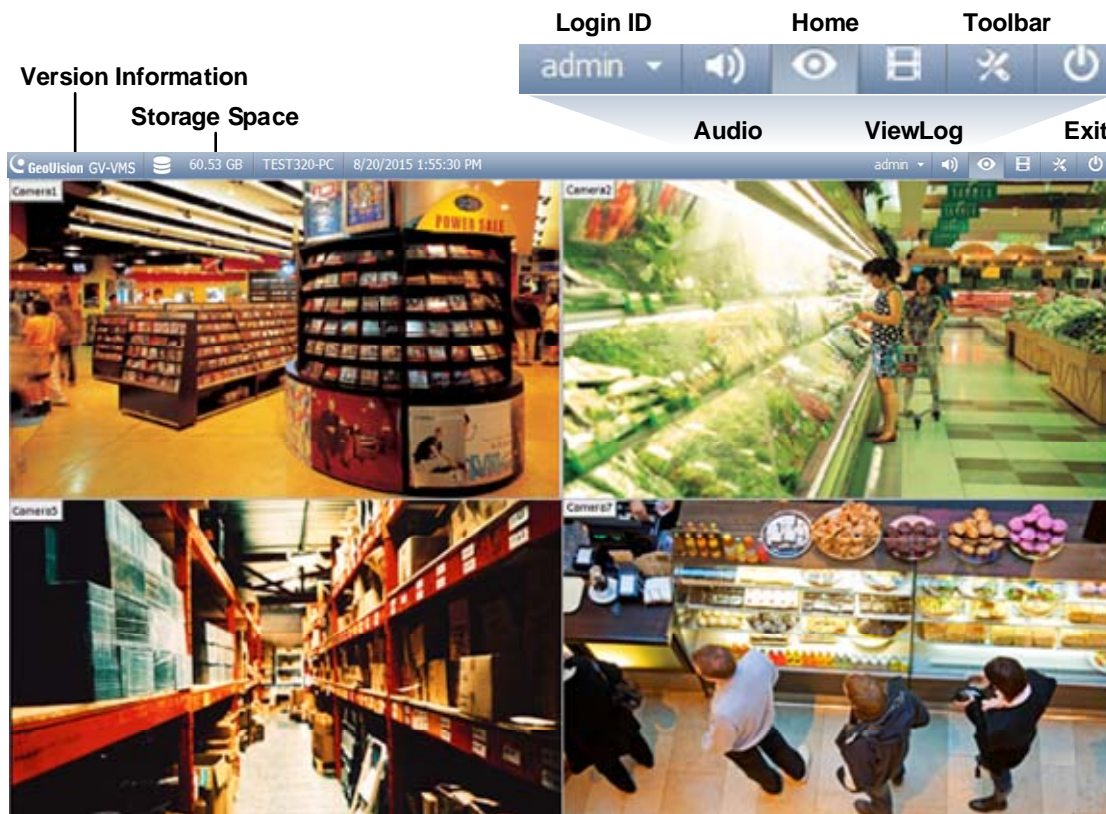 Login ID Home Toolbar
admin
Version Information
Storage Space
Audio ViewLog Exit
GeoVision GV-VMS 60.53 GB TEST320-PC 8/20/2015 1:55:30 PM admin
Camera1 Camera2
POWER SALE
Camera5 Camera7